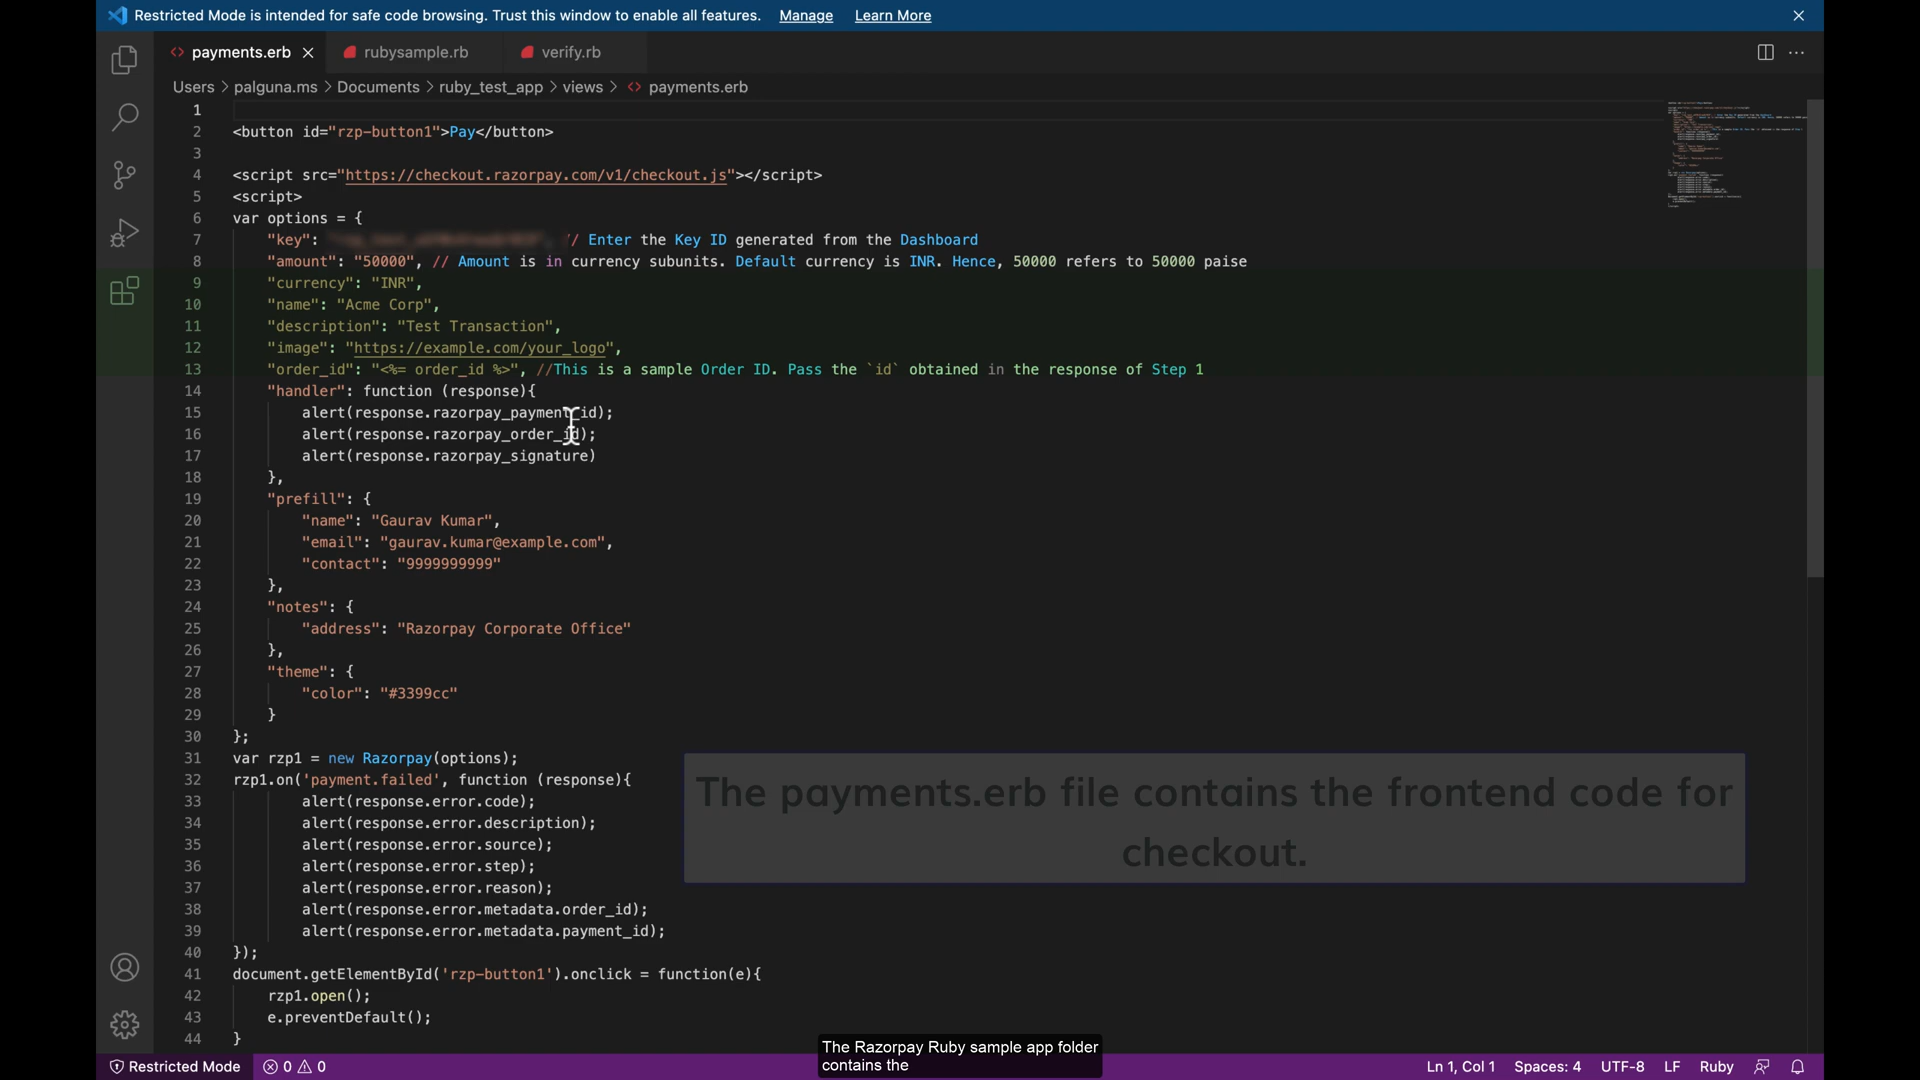 Restricted Mode is intended for safe code browsing. Trust this window to enable all features. Manage Learn More
payments.erb rubysample.rb verify.rb
Users > palguna.ms > Documents > ruby_test_app > views > <> payments.erb
1
2 <button id="rzp-button1">Pay</button>
3
4 <script src="https://checkout.razorpay.com/v1/checkout.js"></script>
5 <script>
6 var options = {
7 "key": // Enter the Key ID generated from the Dashboard
8 "amount": "50000", // Amount is in currency subunits. Default currency is INR. Hence, 50000 refers to 50000 paise
9 "currency": "INR",
10 "name": "Acme Corp",
11 "description": "Test Transaction",
12 "image": "https://example.com/your_logo",
13 "order_id": "<%= order_id %>", //This is a sample Order ID. Pass the `id` obtained in the response of Step 1
14 "handler": function (response){
15 alert(response.razorpay_payment_id);
16 alert(response.razorpay_order_id);
17 alert(response.razorpay_signature)
18 },
19 "prefill": {
20 "name": "Gaurav Kumar",
21 "email": "gaurav.kumar@example.com",
22 "contact": "9999999999"
23 },
24 "notes": {
25 "address": "Razorpay Corporate Office"
26 },
27 "theme": {
28 "color": "#3399cc"
29 }
30 };
31 var rzp1 = new Razorpay(options);
32 rzp1.on('payment.failed', function (response){
33 alert(response.error.code);
34 alert(response.error.description);
35 alert(response.error.source);
36 alert(response.error.step);
37 alert(response.error.reason);
38 alert(response.error.metadata.order_id);
39 alert(response.error.metadata.payment_id);
40 });
41 document.getElementById('rzp-button1').onclick = function(e){
42 rzp1.open();
43 e.preventDefault();
44 }
The payments.erb file contains the frontend code for
checkout.
The Razorpay Ruby sample app folder
contains the
Restricted Mode 0 0 Ln 1, Col 1 Spaces: 4 UTF-8 LF Ruby